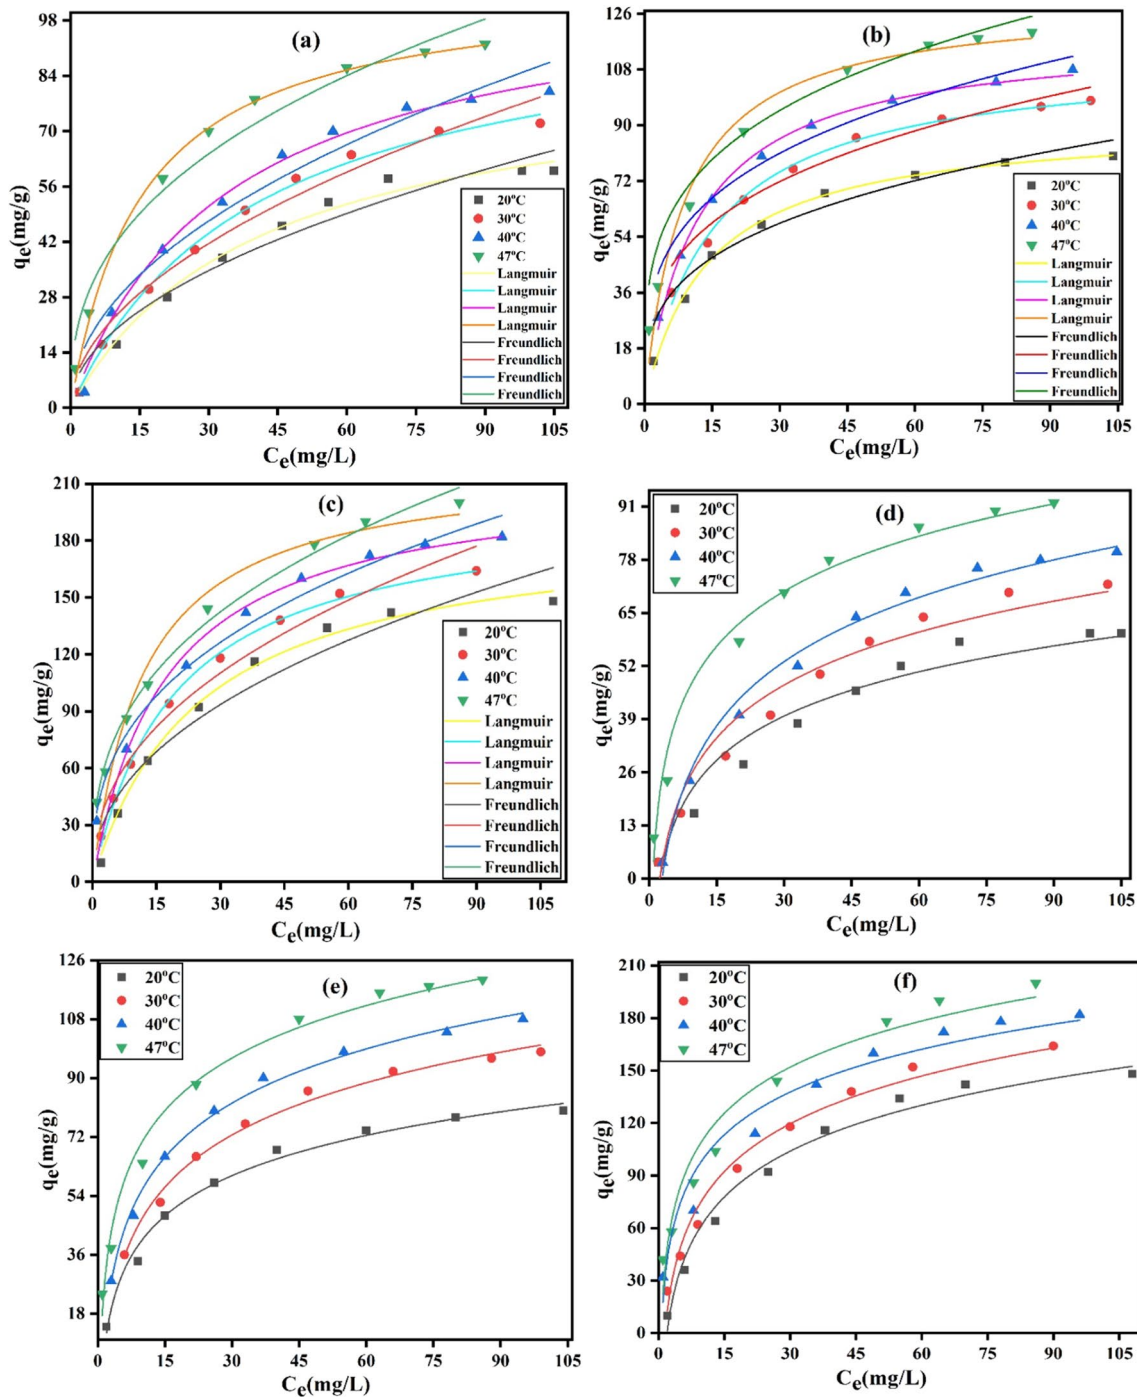 (a)
98
84
70
56
42
28
14
0
qe(mg/g)
20°C
30°C
40°C
47°C
Langmuir
Langmuir
Langmuir
Langmuir
Freundlich
Freundlich
Freundlich
Freundlich
0 15 30 45 60 75 90 105
Ce(mg/L)
(b)
126
108
90
72
54
36
18
0
qe(mg/g)
20°C
30°C
40°C
47°C
Langmuir
Langmuir
Langmuir
Langmuir
Freundlich
Freundlich
Freundlich
Freundlich
0 15 30 45 60 75 90 105
Ce(mg/L)
(c)
210
180
150
120
90
60
30
0
qe(mg/g)
20°C
30°C
40°C
47°C
Langmuir
Langmuir
Langmuir
Langmuir
Freundlich
Freundlich
Freundlich
Freundlich
0 15 30 45 60 75 90 105
Ce(mg/L)
(d)
91
78
65
52
39
26
13
0
qe(mg/g)
20°C
30°C
40°C
47°C
0 15 30 45 60 75 90 105
Ce(mg/L)
(e)
126
108
90
72
54
36
18
qe(mg/g)
20°C
30°C
40°C
47°C
0 15 30 45 60 75 90 105
Ce(mg/L)
(f)
210
180
150
120
90
60
30
0
qe(mg/g)
20°C
30°C
40°C
47°C
0 15 30 45 60 75 90 105
Ce(mg/L)